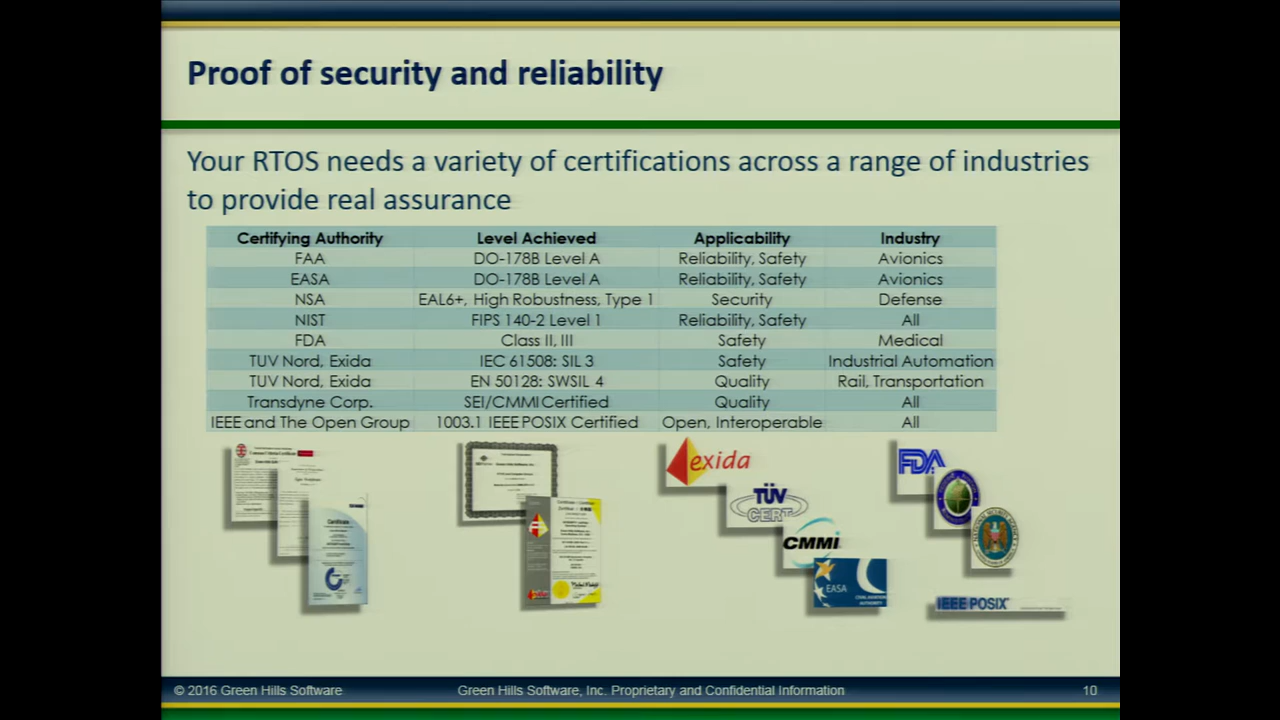 Proof of security and reliability
Your RTOS needs a variety of certifications across a range of industries
to provide real assurance
Certifying Authority Level Achieved Applicability Industry
FAA DO-178B Level A Reliability, Safety Avionics
EASA DO-178B Level A Reliability, Safety Avionics
NSA EAL6+, High Robustness, Type 1 Security Defense
NIST FIPS 140-2 Level 1 Reliability, Safety All
FDA Class II, III Safety Medical
TUV Nord, Exida IEC 61508: SIL 3 Safety Industrial Automation
TUV Nord, Exida EN 50128: SWSIL 4 Quality Rail, Transportation
Transdyne Corp. SEI/CMMI Certified Quality All
IEEE and The Open Group 1003.1 IEEE POSIX Certified Open, Interoperable All
exida
FDA
TÜV
CERT
Certificate
CMMI
EASA
IEEE POSIX
© 2016 Green Hills Software Green Hills Software, Inc. Proprietary and Confidential Information 10